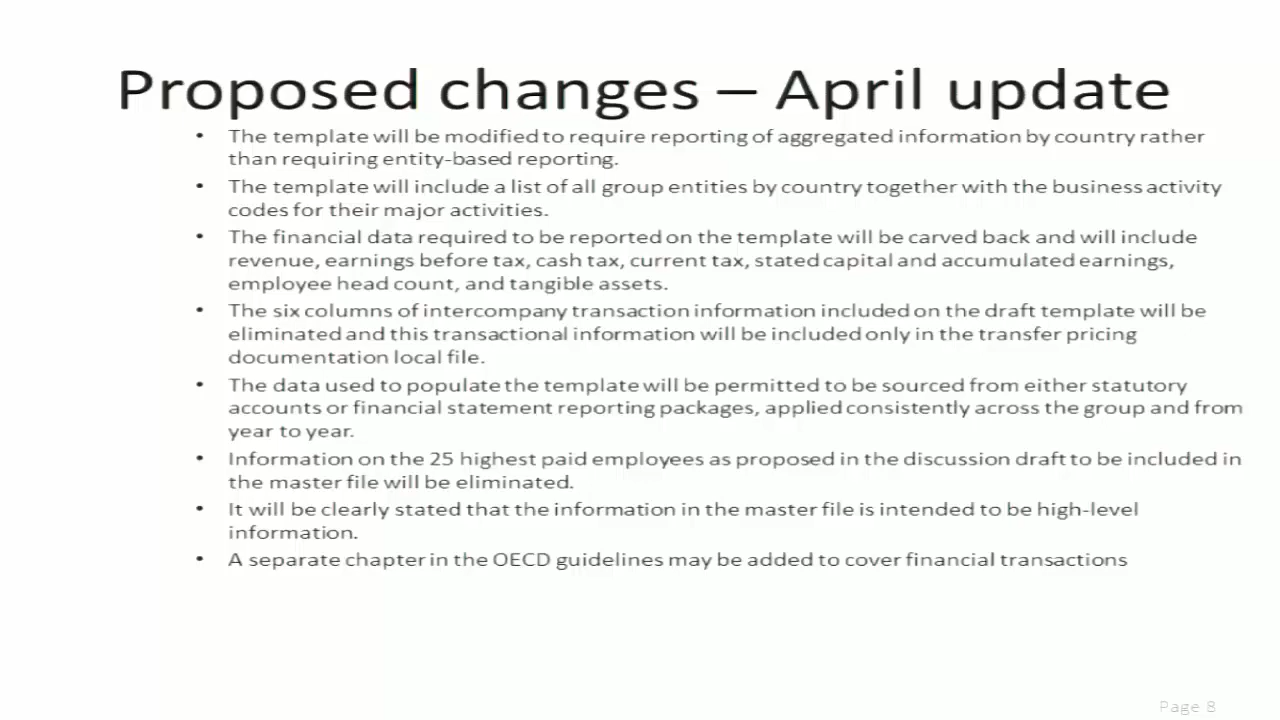 Proposed changes – April update
• The template will be modified to require reporting of aggregated information by country rather
than requiring entity-based reporting.
• The template will include a list of all group entities by country together with the business activity
codes for their major activities.
• The financial data required to be reported on the template will be carved back and will include
revenue, earnings before tax, cash tax, current tax, stated capital and accumulated earnings,
employee head count, and tangible assets.
• The six columns of intercompany transaction information included on the draft template will be
eliminated and this transactional information will be included only in the transfer pricing
documentation local file.
• The data used to populate the template will be permitted to be sourced from either statutory
accounts or financial statement reporting packages, applied consistently across the group and from
year to year.
• Information on the 25 highest paid employees as proposed in the discussion draft to be included in
the master file will be eliminated.
• It will be clearly stated that the information in the master file is intended to be high-level
information.
• A separate chapter in the OECD guidelines may be added to cover financial transactions
Page 8